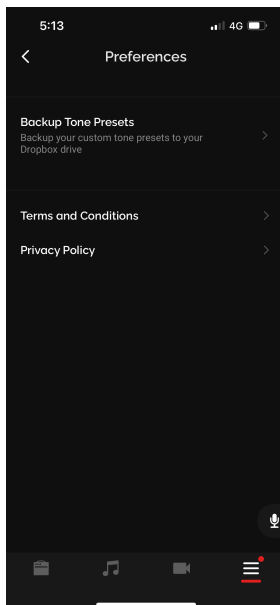 5:13
4G
Preferences
Backup Tone Presets
Backup your custom tone presets to your
Dropbox drive
Terms and Conditions
Privacy Policy